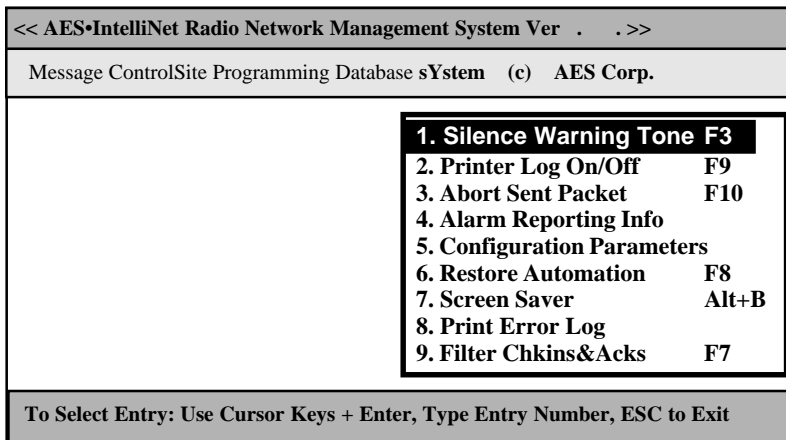 << AES•IntelliNet Radio Network Management System Ver . . >>
Message ControlSite Programming Database sYstem (c) AES Corp.
1. Silence Warning Tone F3
2. Printer Log On/Off F9
3. Abort Sent Packet F10
4. Alarm Reporting Info
5. Configuration Parameters
6. Restore Automation F8
7. Screen Saver Alt+B
8. Print Error Log
9. Filter Chkins&Acks F7
To Select Entry: Use Cursor Keys + Enter, Type Entry Number, ESC to Exit